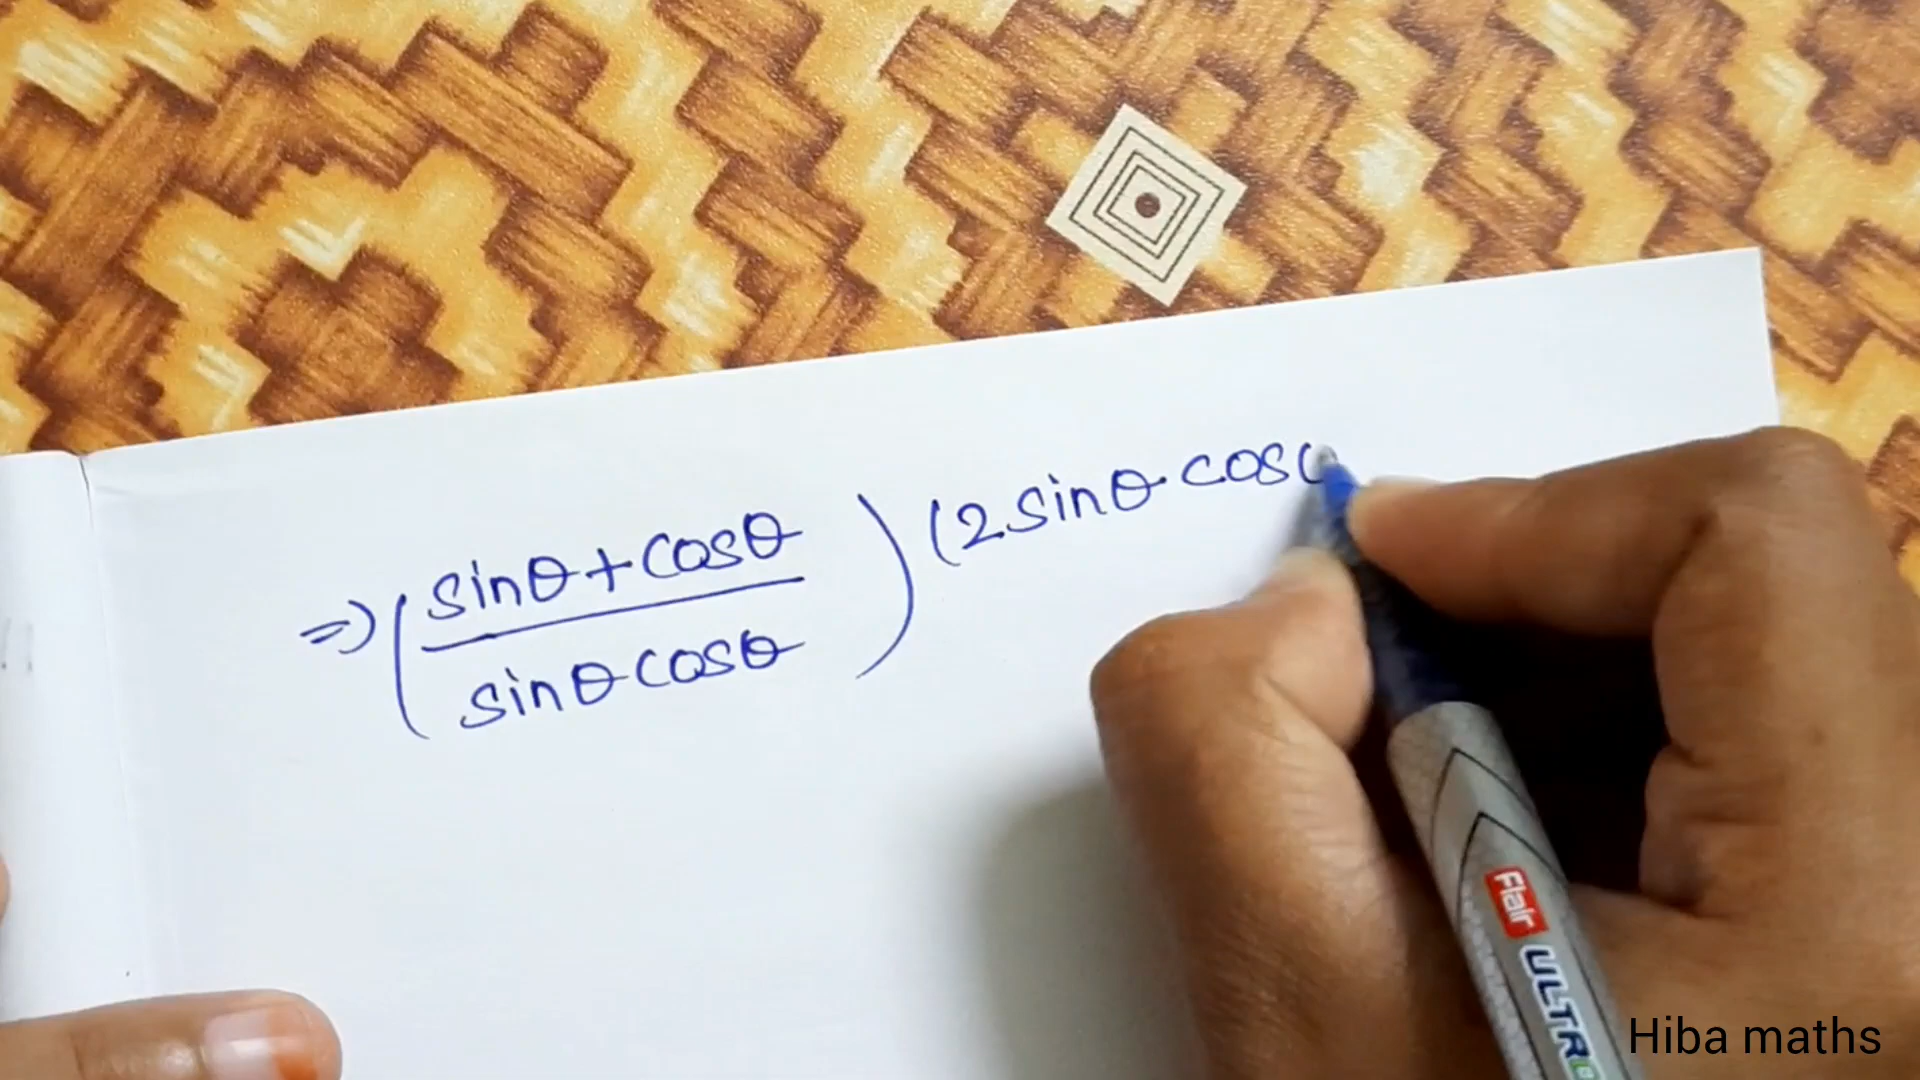 ⇒ ( sinθ + cosθ ) (2 sinθ cos
sinθ cosθ
Flair ULTR
Hiba maths